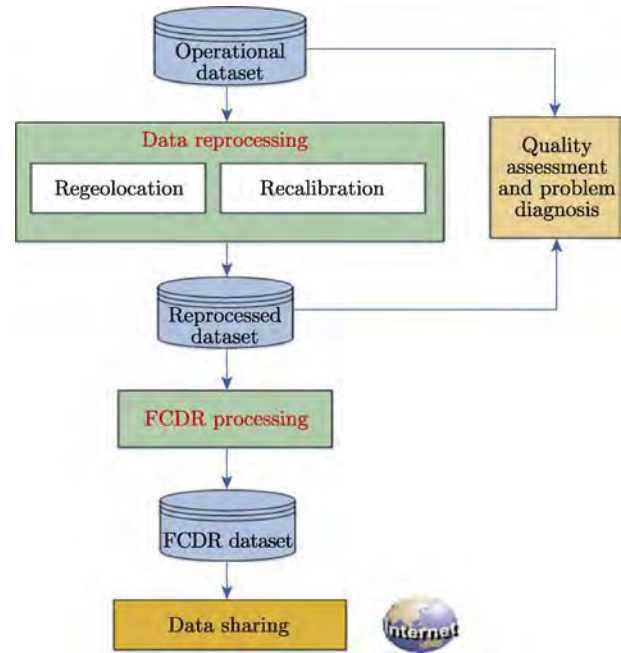 Operational
dataset
Data reprocessing
Regeolocation
Recalibration
Quality
assessment
and problem
diagnosis
Reprocessed
dataset
FCDR processing
FCDR dataset
Data sharing
Internet